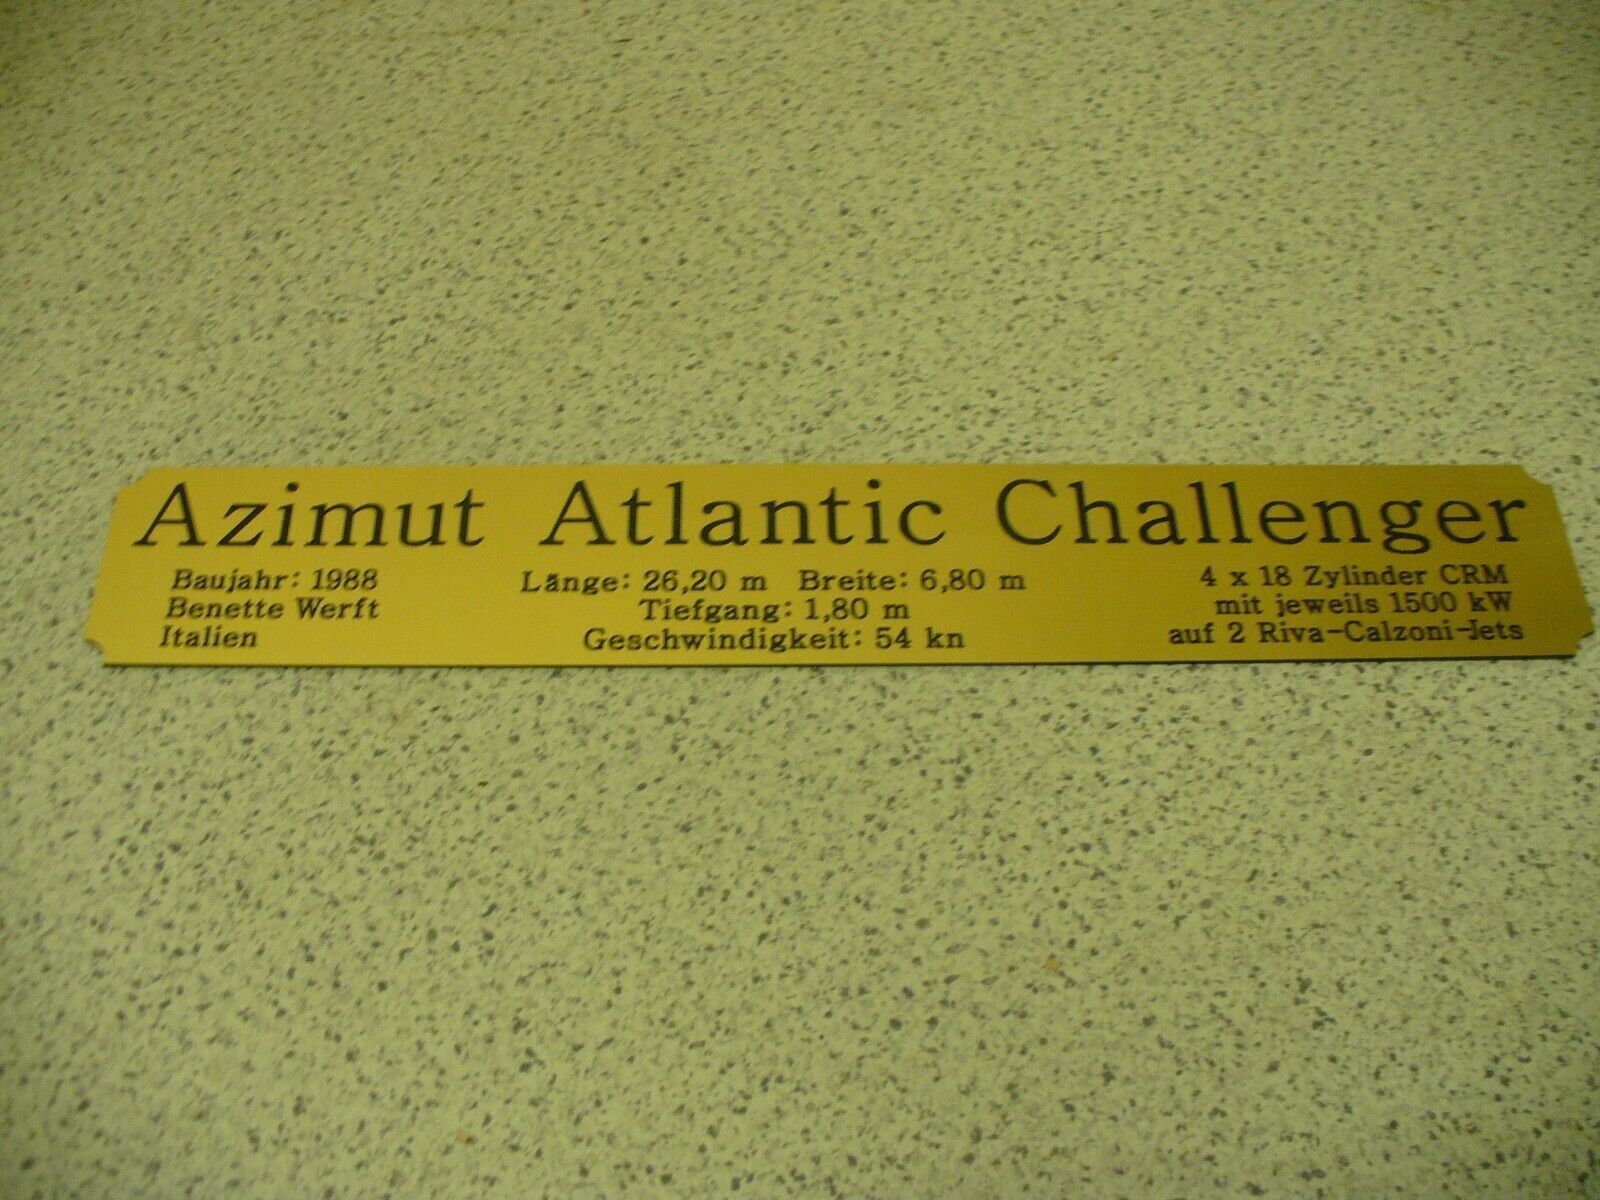 Azimut Atlantic Challenger
Baujahr: 1988
Benette Werft
Italien
Länge: 26,20 m Breite: 6,80 m
Tiefgang: 1,80 m
Geschwindigkeit: 54 kn
4 x 18 Zylinder CRM
mit jeweils 1500 kW
auf 2 Riva-Calzoni-Jets